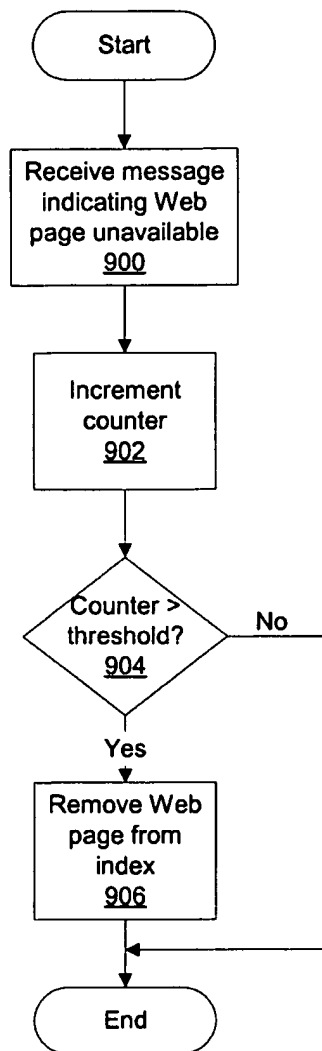 Start
Receive message
indicating Web
page unavailable
900
Increment
counter
902
Counter >
threshold?
904
No
Yes
Remove Web
page from
index
906
End